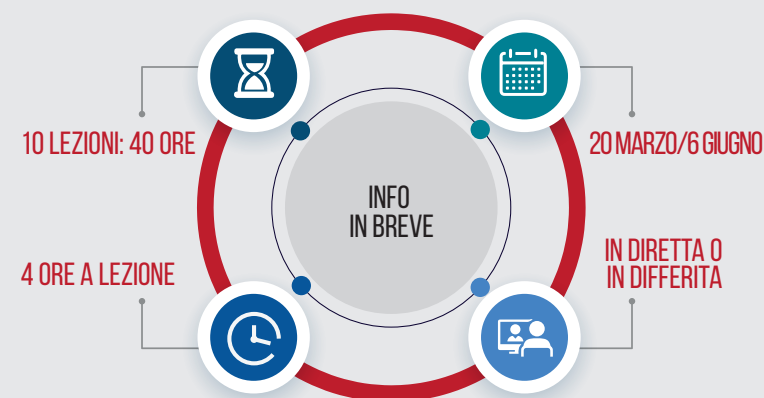 10 LEZIONI: 40 ORE
20 MARZO/6 GIUGNO
INFO
IN BREVE
4 ORE A LEZIONE
IN DIRETTA O
IN DIFFERITA